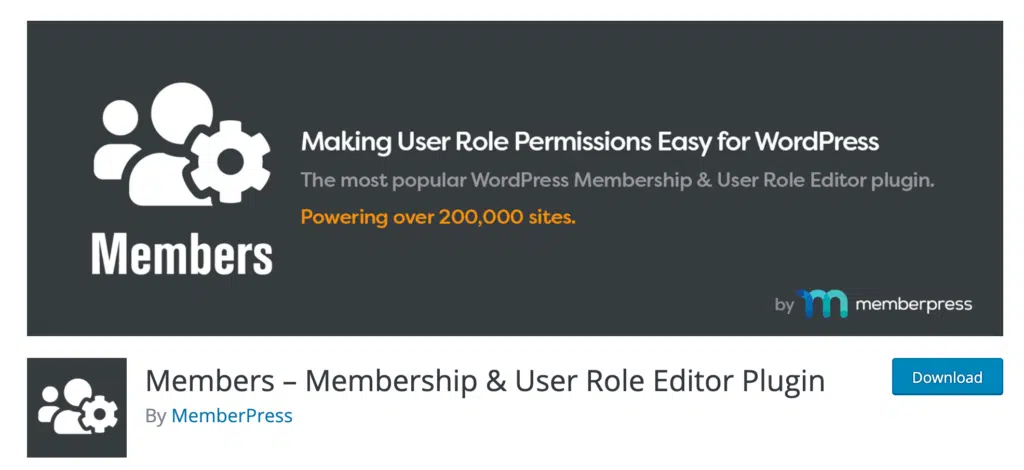 Making User Role Permissions Easy for WordPress
The most popular WordPress Membership & User Role Editor plugin.
Powering over 200,000 sites.
Members
by memberpress
Members – Membership & User Role Editor Plugin
Download
By MemberPress